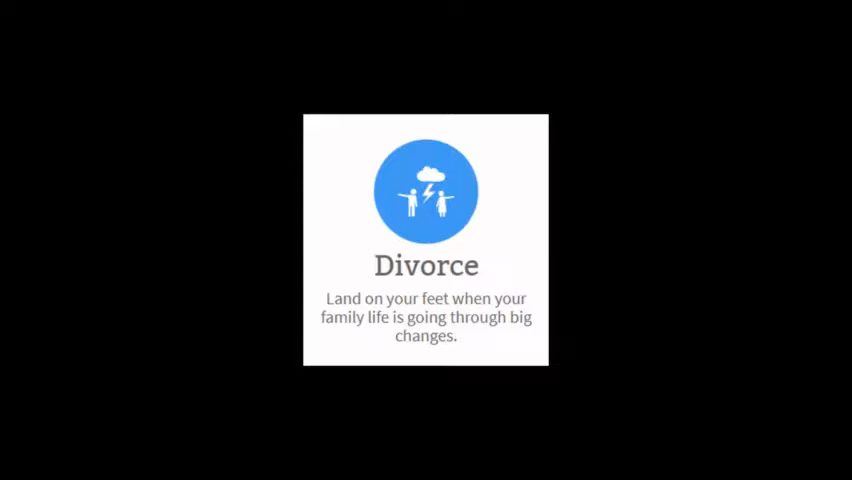 Divorce
Land on your feet when your
family life is going through big
changes.